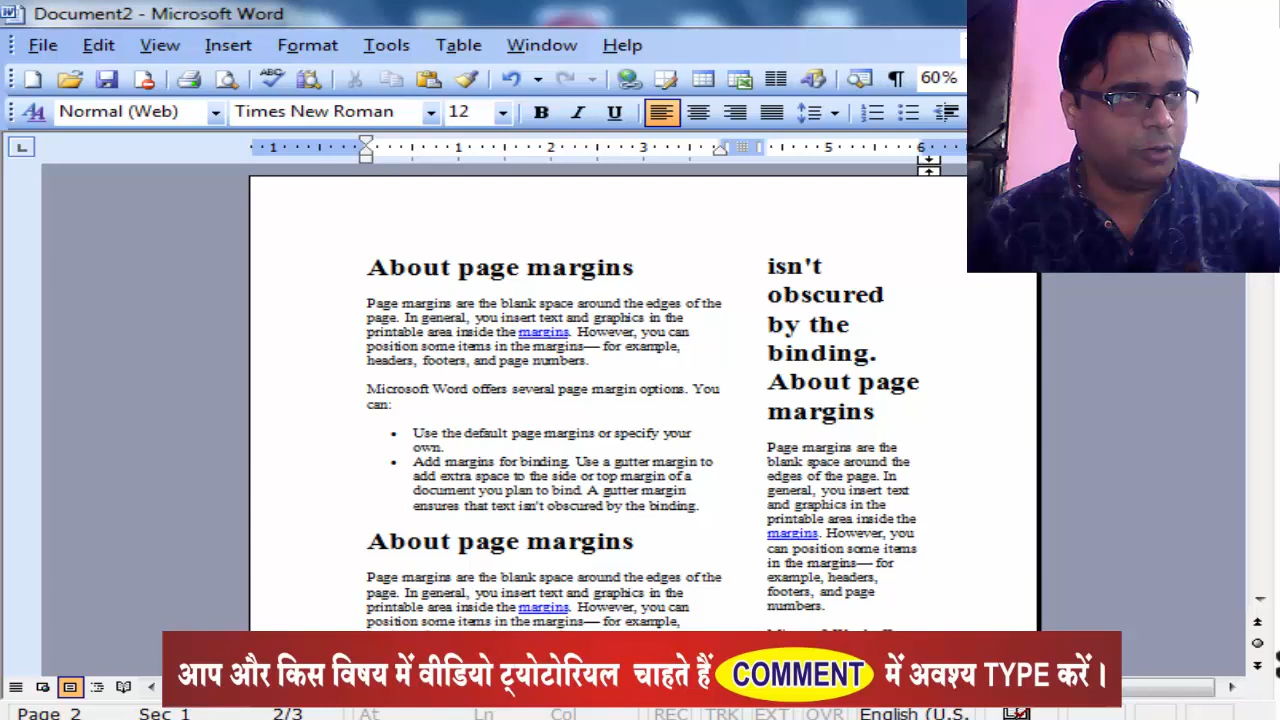 Document2 - Microsoft Word
File Edit View Insert Format Tools Table Window Help
60%
Normal (Web) Times New Roman 12 B I U
1 1 2 3 5 6
About page margins
Page margins are the blank space around the edges of the
page. In general, you insert text and graphics in the
printable area inside the margins. However, you can
position some items in the margins— for example,
headers, footers, and page numbers.
Microsoft Word offers several page margin options. You
can:
• Use the default page margins or specify your
own.
• Add margins for binding. Use a gutter margin to
add extra space to the side or top margin of a
document you plan to bind. A gutter margin
ensures that text isn't obscured by the binding.
About page margins
Page margins are the blank space around the edges of the
page. In general, you insert text and graphics in the
printable area inside the margins. However, you can
position some items in the margins— for example,
isn't
obscured
by the
binding.
About page
margins
Page margins are the
blank space around the
edges of the page. In
general, you insert text
and graphics in the
printable area inside the
margins. However, you
can position some items
in the margins— for
example, headers,
footers, and page
numbers.
आप और किस विषय में वीडियो ट्योटोरियल चाहते हैं COMMENT में अवश्य TYPE करें।
Page 2 Sec 1 2/3 At Ln Col REC TRK EXT OVR English (U.S.